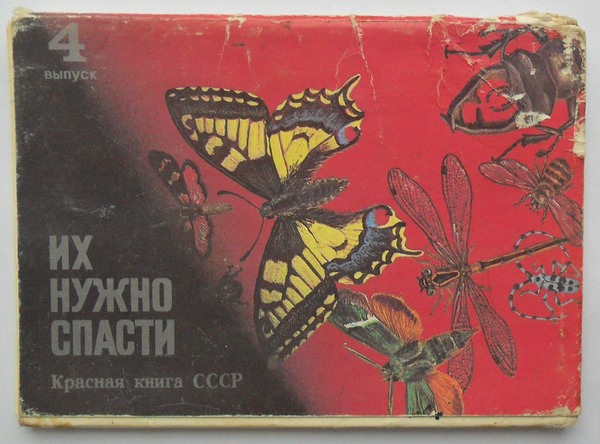 4
выпуск
ИХ
НУЖНО
СПАСТИ
Красная книга СССР